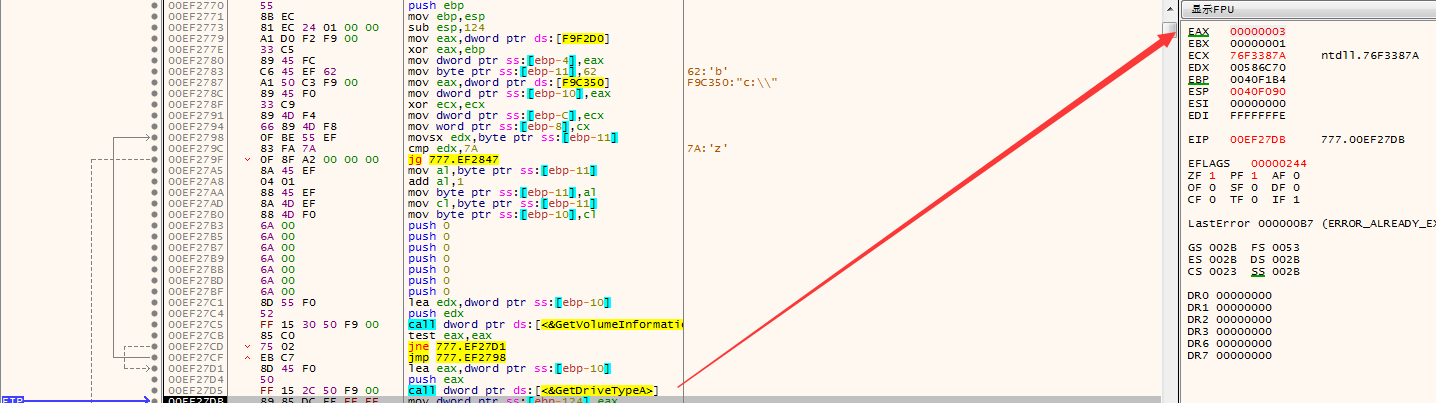 00EF2770 55 push ebp
00EF2771 8B EC mov ebp,esp
00EF2773 81 EC 24 01 00 00 sub esp,124
00EF2779 A1 D0 F2 F9 00 mov eax,dword ptr ds:[F9F2D0]
00EF277E 33 C5 xor eax,ebp
00EF2780 89 45 FC mov dword ptr ss:[ebp-4],eax
00EF2783 C6 45 EF 62 mov byte ptr ss:[ebp-11],62 62:'b'
00EF2787 A1 50 C3 F9 00 mov eax,dword ptr ds:[F9C350] F9C350:"c:\\"
00EF278C 89 45 F0 mov dword ptr ss:[ebp-10],eax
00EF278F 33 C9 xor ecx,ecx
00EF2791 89 4D F4 mov dword ptr ss:[ebp-C],ecx
00EF2794 66 89 4D F8 mov word ptr ss:[ebp-8],cx
00EF2798 0F BE 55 EF movsx edx,byte ptr ss:[ebp-11]
00EF279C 83 FA 7A cmp edx,7A 7A:'z'
00EF279F 0F 8F A2 00 00 00 jg 777.EF2847
00EF27A5 8A 45 EF mov al,byte ptr ss:[ebp-11]
00EF27A8 04 01 add al,1
00EF27AA 88 45 EF mov byte ptr ss:[ebp-11],al
00EF27AD 8A 4D EF mov cl,byte ptr ss:[ebp-11]
00EF27B0 88 4D F0 mov byte ptr ss:[ebp-10],cl
00EF27B3 6A 00 push 0
00EF27B5 6A 00 push 0
00EF27B7 6A 00 push 0
00EF27B9 6A 00 push 0
00EF27BB 6A 00 push 0
00EF27BD 6A 00 push 0
00EF27BF 6A 00 push 0
00EF27C1 8D 55 F0 lea edx,dword ptr ss:[ebp-10]
00EF27C4 52 push edx
00EF27C5 FF 15 30 50 F9 00 call dword ptr ds:[<&GetVolumeInformati
00EF27CB 85 C0 test eax,eax
00EF27CD 75 02 jne 777.EF27D1
00EF27CF EB C7 jmp 777.EF2798
00EF27D1 8D 45 F0 lea eax,dword ptr ss:[ebp-10]
00EF27D4 50 push eax
00EF27D5 FF 15 2C 50 F9 00 call dword ptr ds:[<&GetDriveTypeA>]
EIP 00EF27DB 89 85 DC FE FF FF mov dword ptr ss:[ebp-124],eax
显示FPU
EAX 00000003
EBX 00000001
ECX 76F3387A ntdll.76F3387A
EDX 00586C70
EBP 0040F1B4
ESP 0040F090
ESI 00000000
EDI FFFFFFFE
EIP 00EF27DB 777.00EF27DB
EFLAGS 00000244
ZF 1 PF 1 AF 0
OF 0 SF 0 DF 0
CF 0 TF 0 IF 1
LastError 000000B7 (ERROR_ALREADY_EX
GS 002B FS 0053
ES 002B DS 002B
CS 0023 SS 002B
DR0 00000000
DR1 00000000
DR2 00000000
DR3 00000000
DR6 00000000
DR7 00000000